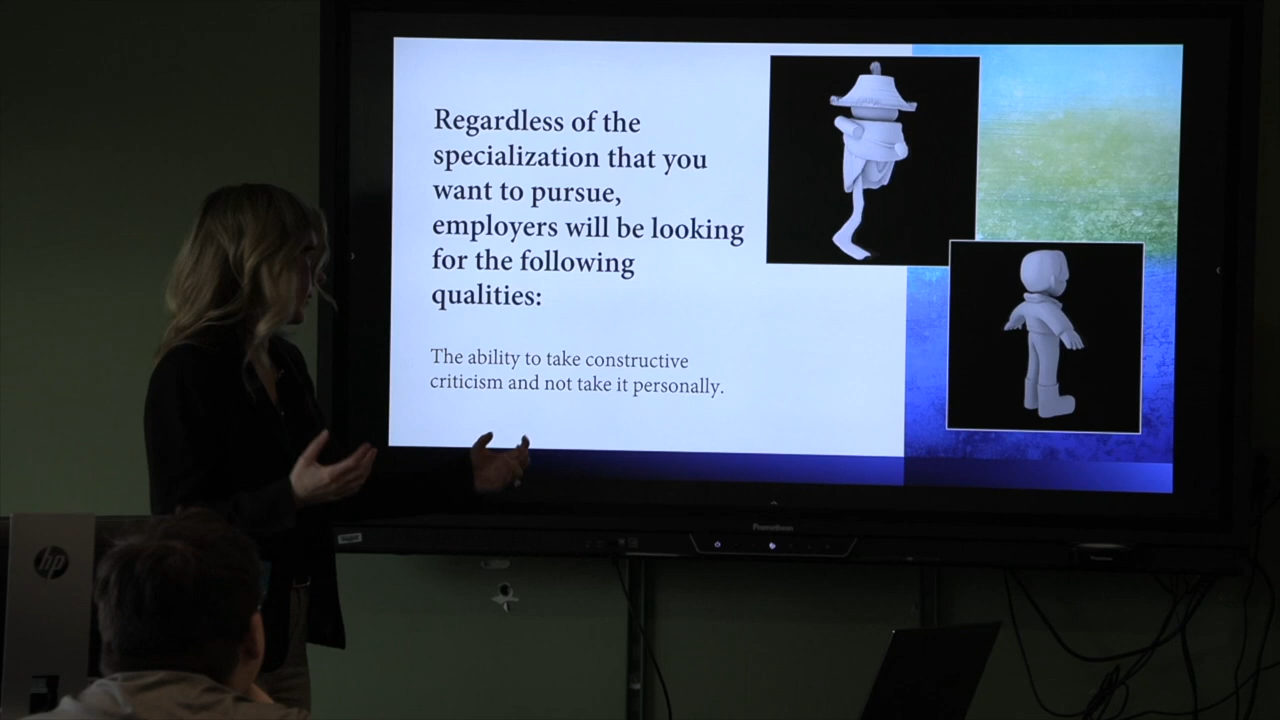 Regardless of the
specialization that you
want to pursue,
employers will be looking
for the following
qualities:
The ability to take constructive
criticism and not take it personally.
Promethean
hp